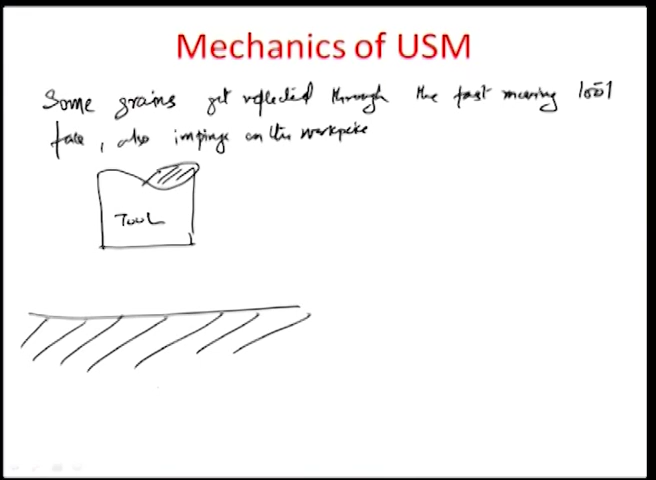 Mechanics of USM
Some grains get reflected through the fast moving tool
face, also impinge on the workpiece
TOOL